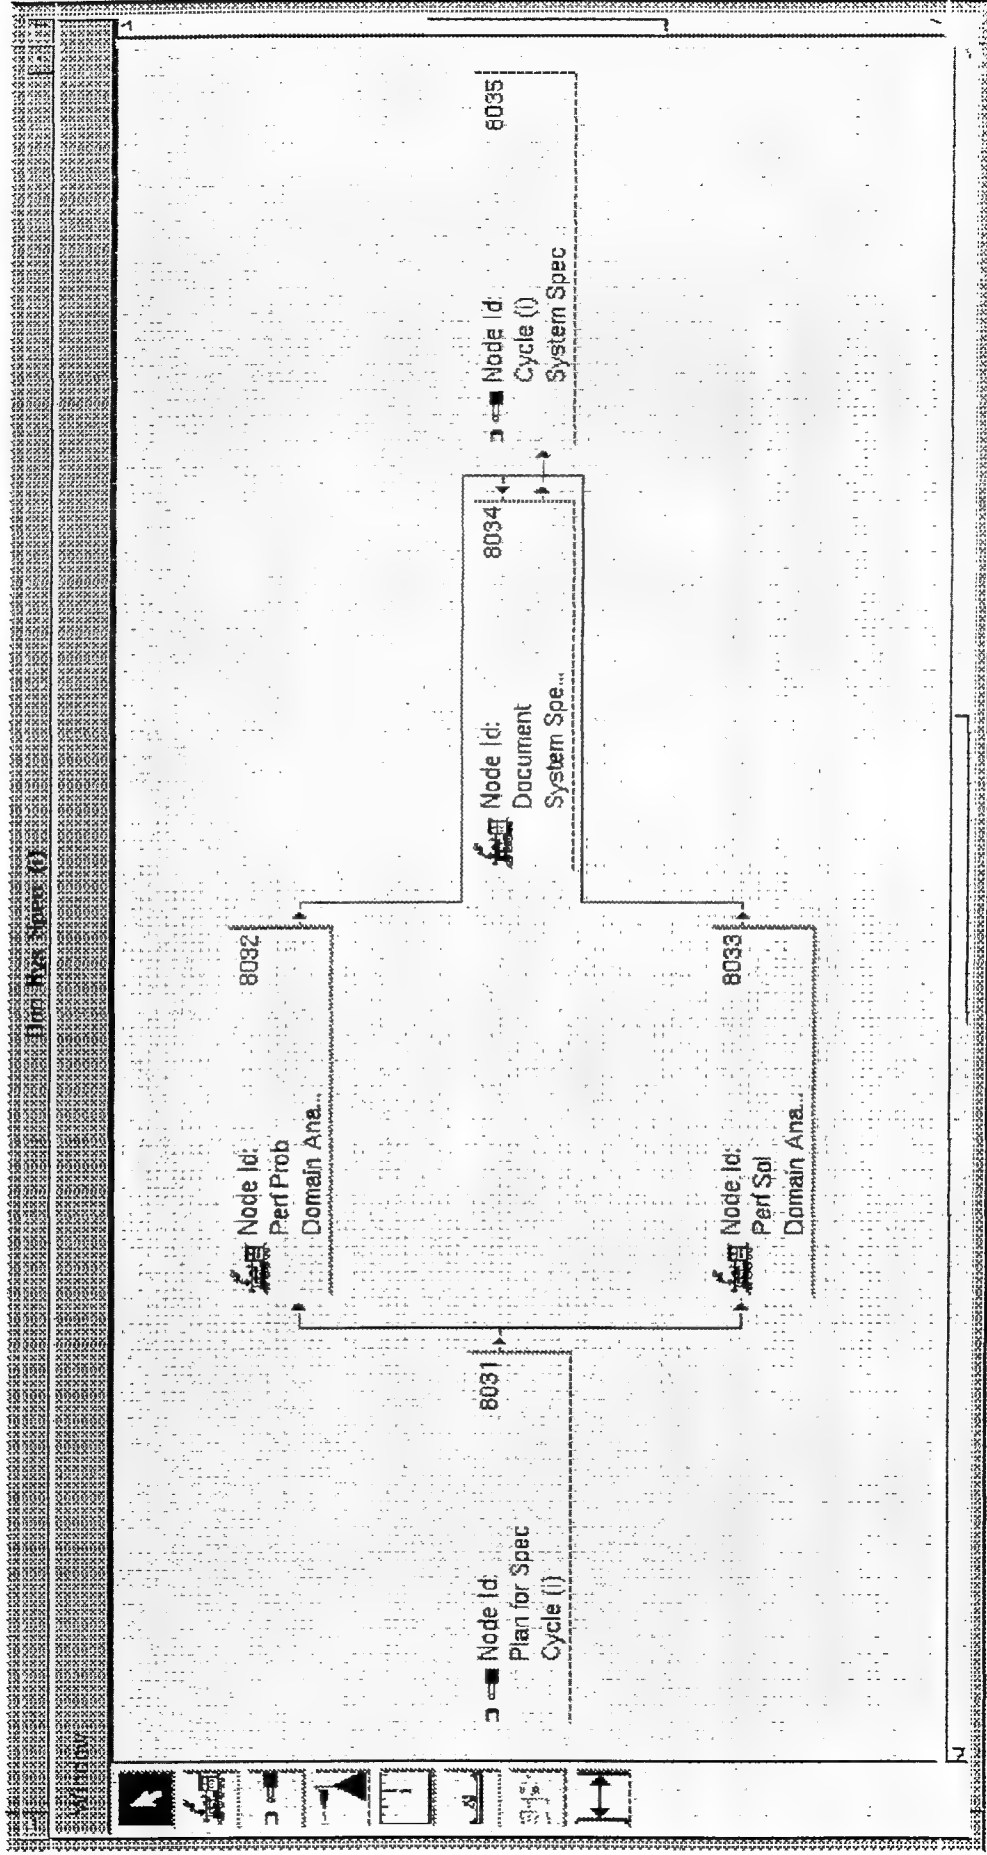 Window
Node Id: 8031
Plan for Spec
Cycle (i)
Node Id: 8032
Perf Prob
Domain Ana...
Node Id: 8033
Perf Sol
Domain Ana...
Node Id: 8034
Document
System Spe...
Node Id: 8035
Cycle (i)
System Spec